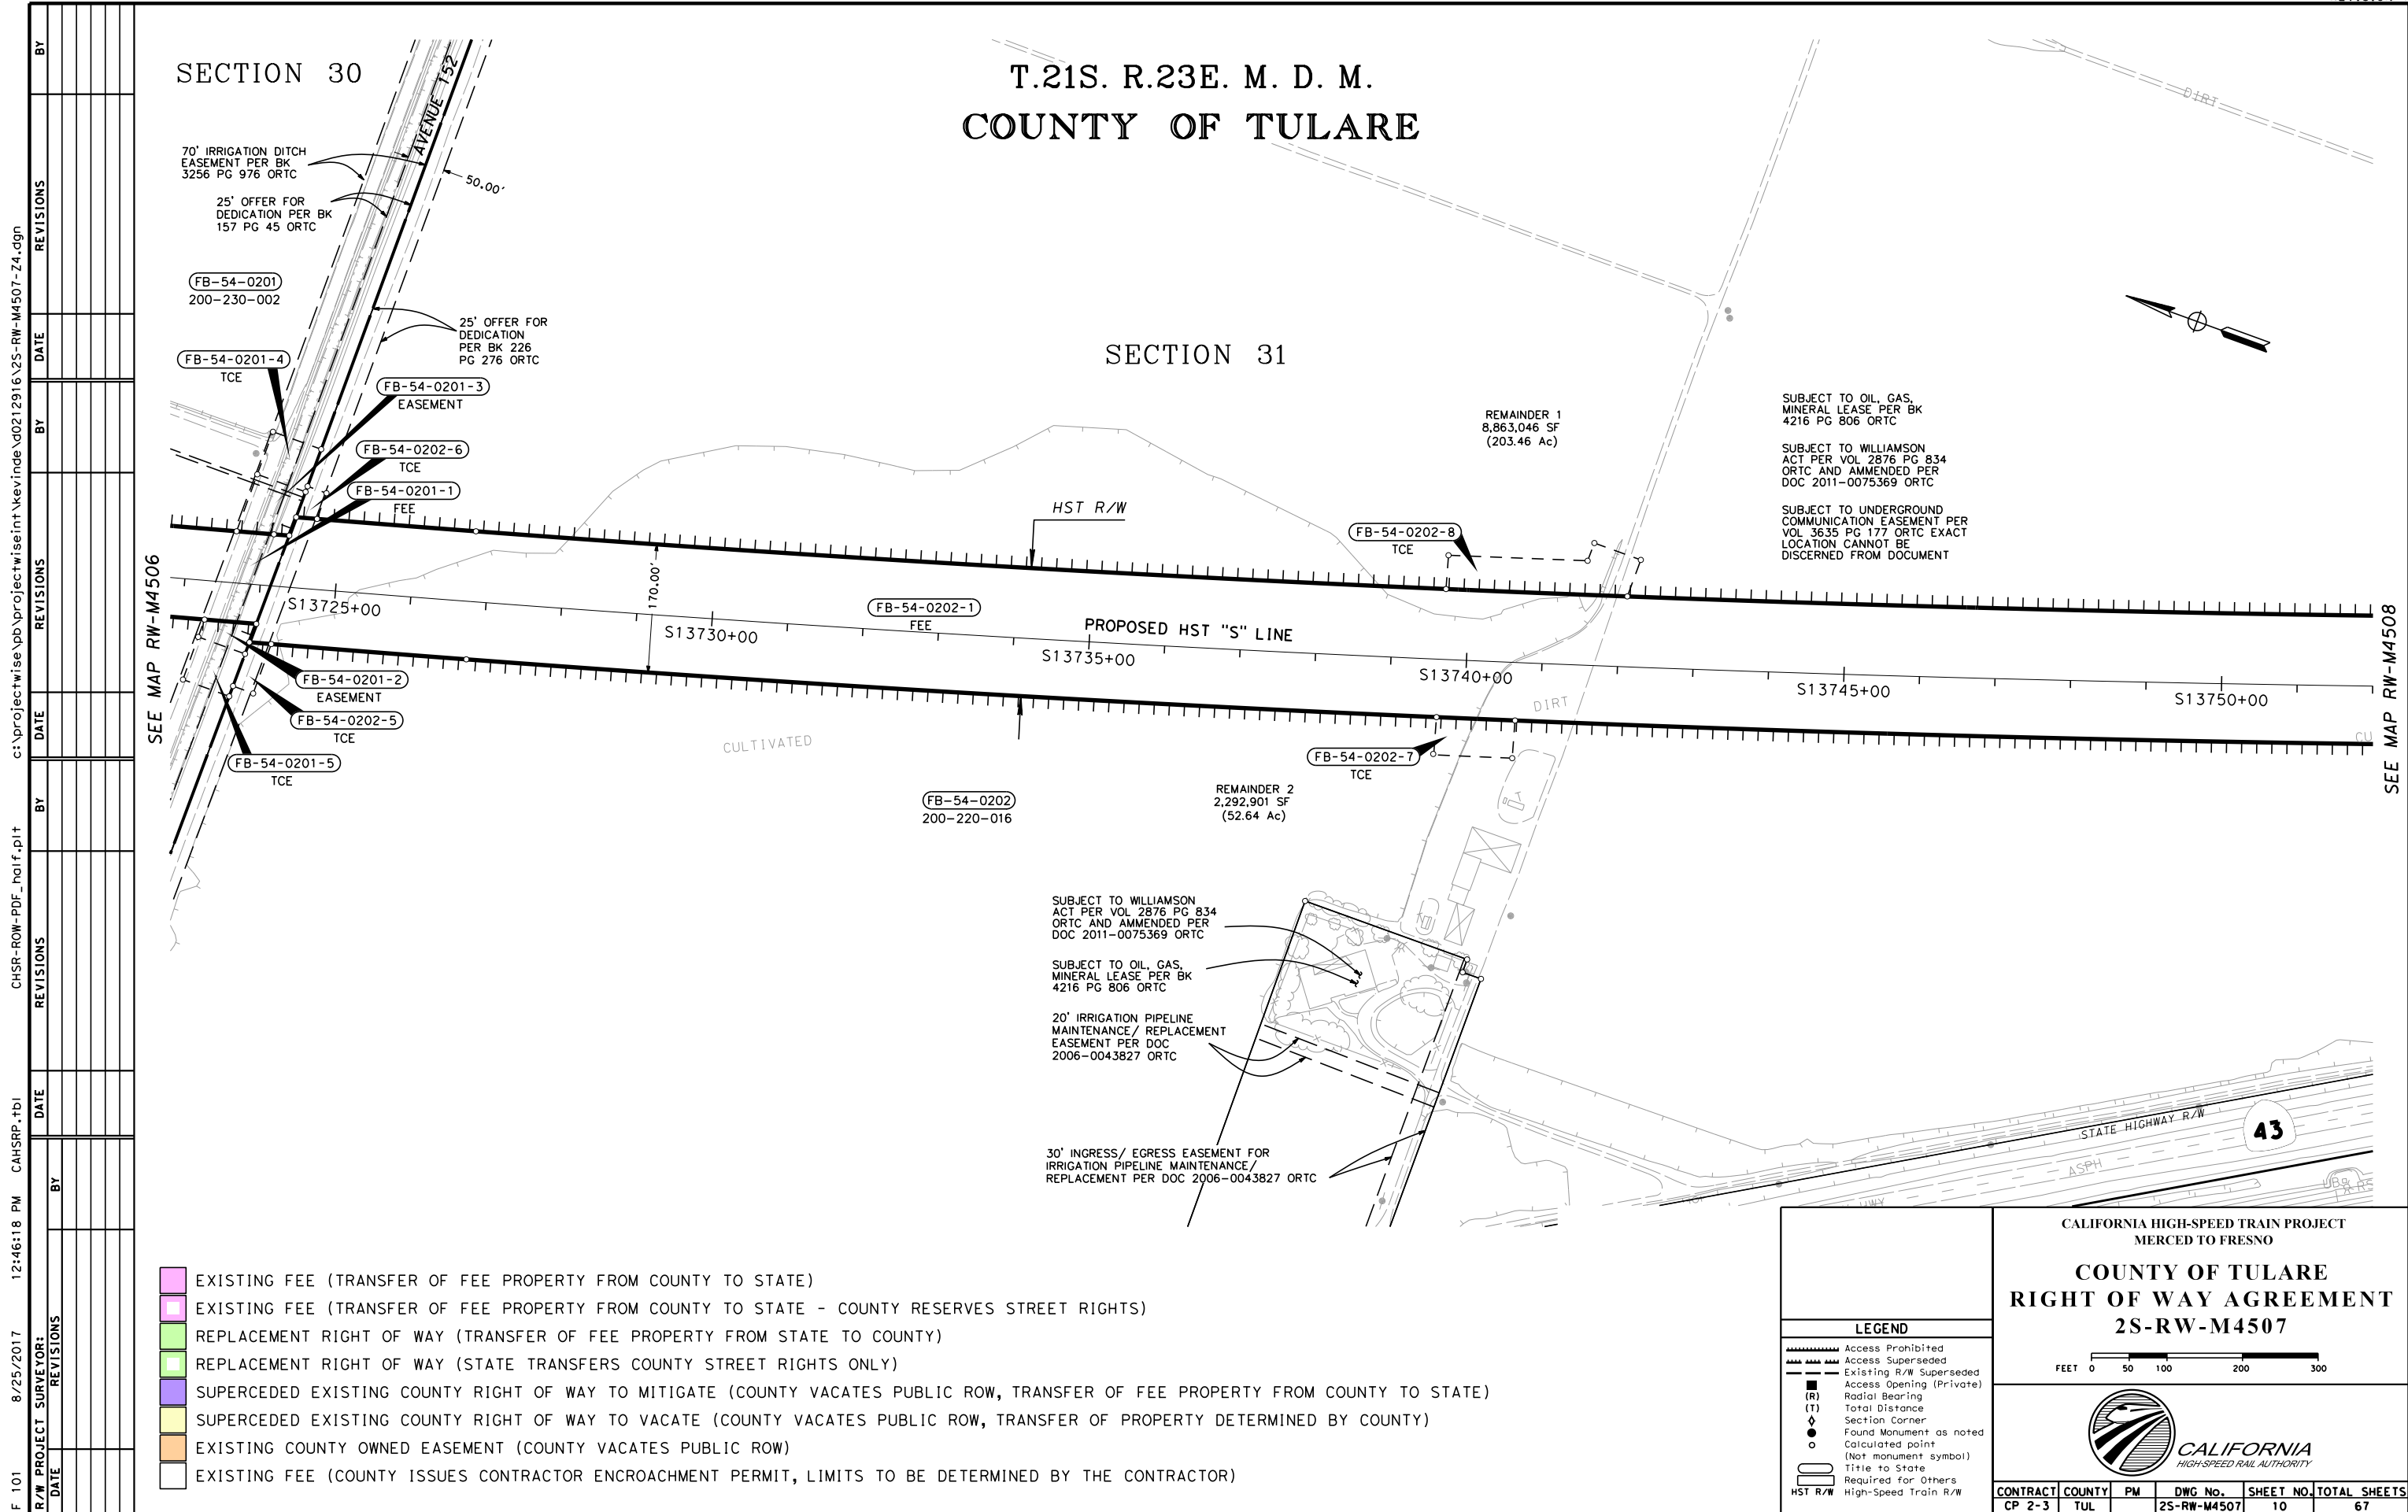 SECTION 30
T.21S. R.23E. M. D. M.
COUNTY OF TULARE
AVENUE 152
DIRT
70' IRRIGATION DITCH
EASEMENT PER BK
3256 PG 976 ORTC
50.00'
25' OFFER FOR
DEDICATION PER BK
157 PG 45 ORTC
FB-54-0201
200-230-002
25' OFFER FOR
DEDICATION
PER BK 226
PG 276 ORTC
SECTION 31
FB-54-0201-4
TCE
FB-54-0201-3
EASEMENT
FB-54-0202-6
TCE
FB-54-0201-1
FEE
REMAINDER 1
8,863,046 SF
(203.46 Ac)
SUBJECT TO OIL, GAS,
MINERAL LEASE PER BK
4216 PG 806 ORTC
SUBJECT TO WILLIAMSON
ACT PER VOL 2876 PG 834
ORTC AND AMMENDED PER
DOC 2011-0075369 ORTC
SUBJECT TO UNDERGROUND
COMMUNICATION EASEMENT PER
VOL 3635 PG 177 ORTC EXACT
LOCATION CANNOT BE
DISCERNED FROM DOCUMENT
HST R/W
FB-54-0202-8
TCE
SEE MAP RW-M4506
170.00'
S13725+00
S13730+00
FB-54-0202-1
FEE
PROPOSED HST "S" LINE
S13735+00
S13740+00
S13745+00
S13750+00
SEE MAP RW-M4508
DIRT
CU
FB-54-0201-2
EASEMENT
FB-54-0202-5
TCE
FB-54-0201-5
TCE
CULTIVATED
FB-54-0202-7
TCE
FB-54-0202
200-220-016
REMAINDER 2
2,292,901 SF
(52.64 Ac)
SUBJECT TO WILLIAMSON
ACT PER VOL 2876 PG 834
ORTC AND AMMENDED PER
DOC 2011-0075369 ORTC
SUBJECT TO OIL, GAS,
MINERAL LEASE PER BK
4216 PG 806 ORTC
20' IRRIGATION PIPELINE
MAINTENANCE/ REPLACEMENT
EASEMENT PER DOC
2006-0043827 ORTC
30' INGRESS/ EGRESS EASEMENT FOR
IRRIGATION PIPELINE MAINTENANCE/
REPLACEMENT PER DOC 2006-0043827 ORTC
STATE HIGHWAY R/W
43
ASPH
HWY
EXISTING FEE (TRANSFER OF FEE PROPERTY FROM COUNTY TO STATE)
EXISTING FEE (TRANSFER OF FEE PROPERTY FROM COUNTY TO STATE - COUNTY RESERVES STREET RIGHTS)
REPLACEMENT RIGHT OF WAY (TRANSFER OF FEE PROPERTY FROM STATE TO COUNTY)
REPLACEMENT RIGHT OF WAY (STATE TRANSFERS COUNTY STREET RIGHTS ONLY)
SUPERCEDED EXISTING COUNTY RIGHT OF WAY TO MITIGATE (COUNTY VACATES PUBLIC ROW, TRANSFER OF FEE PROPERTY FROM COUNTY TO STATE)
SUPERCEDED EXISTING COUNTY RIGHT OF WAY TO VACATE (COUNTY VACATES PUBLIC ROW, TRANSFER OF PROPERTY DETERMINED BY COUNTY)
EXISTING COUNTY OWNED EASEMENT (COUNTY VACATES PUBLIC ROW)
EXISTING FEE (COUNTY ISSUES CONTRACTOR ENCROACHMENT PERMIT, LIMITS TO BE DETERMINED BY THE CONTRACTOR)
LEGEND
Access Prohibited
Access Superseded
Existing R/W Superseded
Access Opening (Private)
(R) Radial Bearing
(T) Total Distance
Section Corner
Found Monument as noted
Calculated point
(Not monument symbol)
Title to State
Required for Others
HST R/W High-Speed Train R/W
CALIFORNIA HIGH-SPEED TRAIN PROJECT
MERCED TO FRESNO
COUNTY OF TULARE
RIGHT OF WAY AGREEMENT
2S-RW-M4507
FEET 0 50 100 200 300
CALIFORNIA
HIGH-SPEED RAIL AUTHORITY
CONTRACT COUNTY PM DWG No. SHEET NO. TOTAL SHEETS
CP 2-3 TUL 2S-RW-M4507 10 67
BY
REVISIONS
DATE
BY
REVISIONS
DATE
BY
REVISIONS
DATE
BY
REVISIONS
DATE
R/W PROJECT SURVEYOR:
F 101 8/25/2017 12:46:18 PM CAHSRP.tbl CHSR-ROW-PDF_half.plt c:\projectwise\pb\projectwiseint\kevinde\d0212916\2S-RW-M4507-Z4.dgn